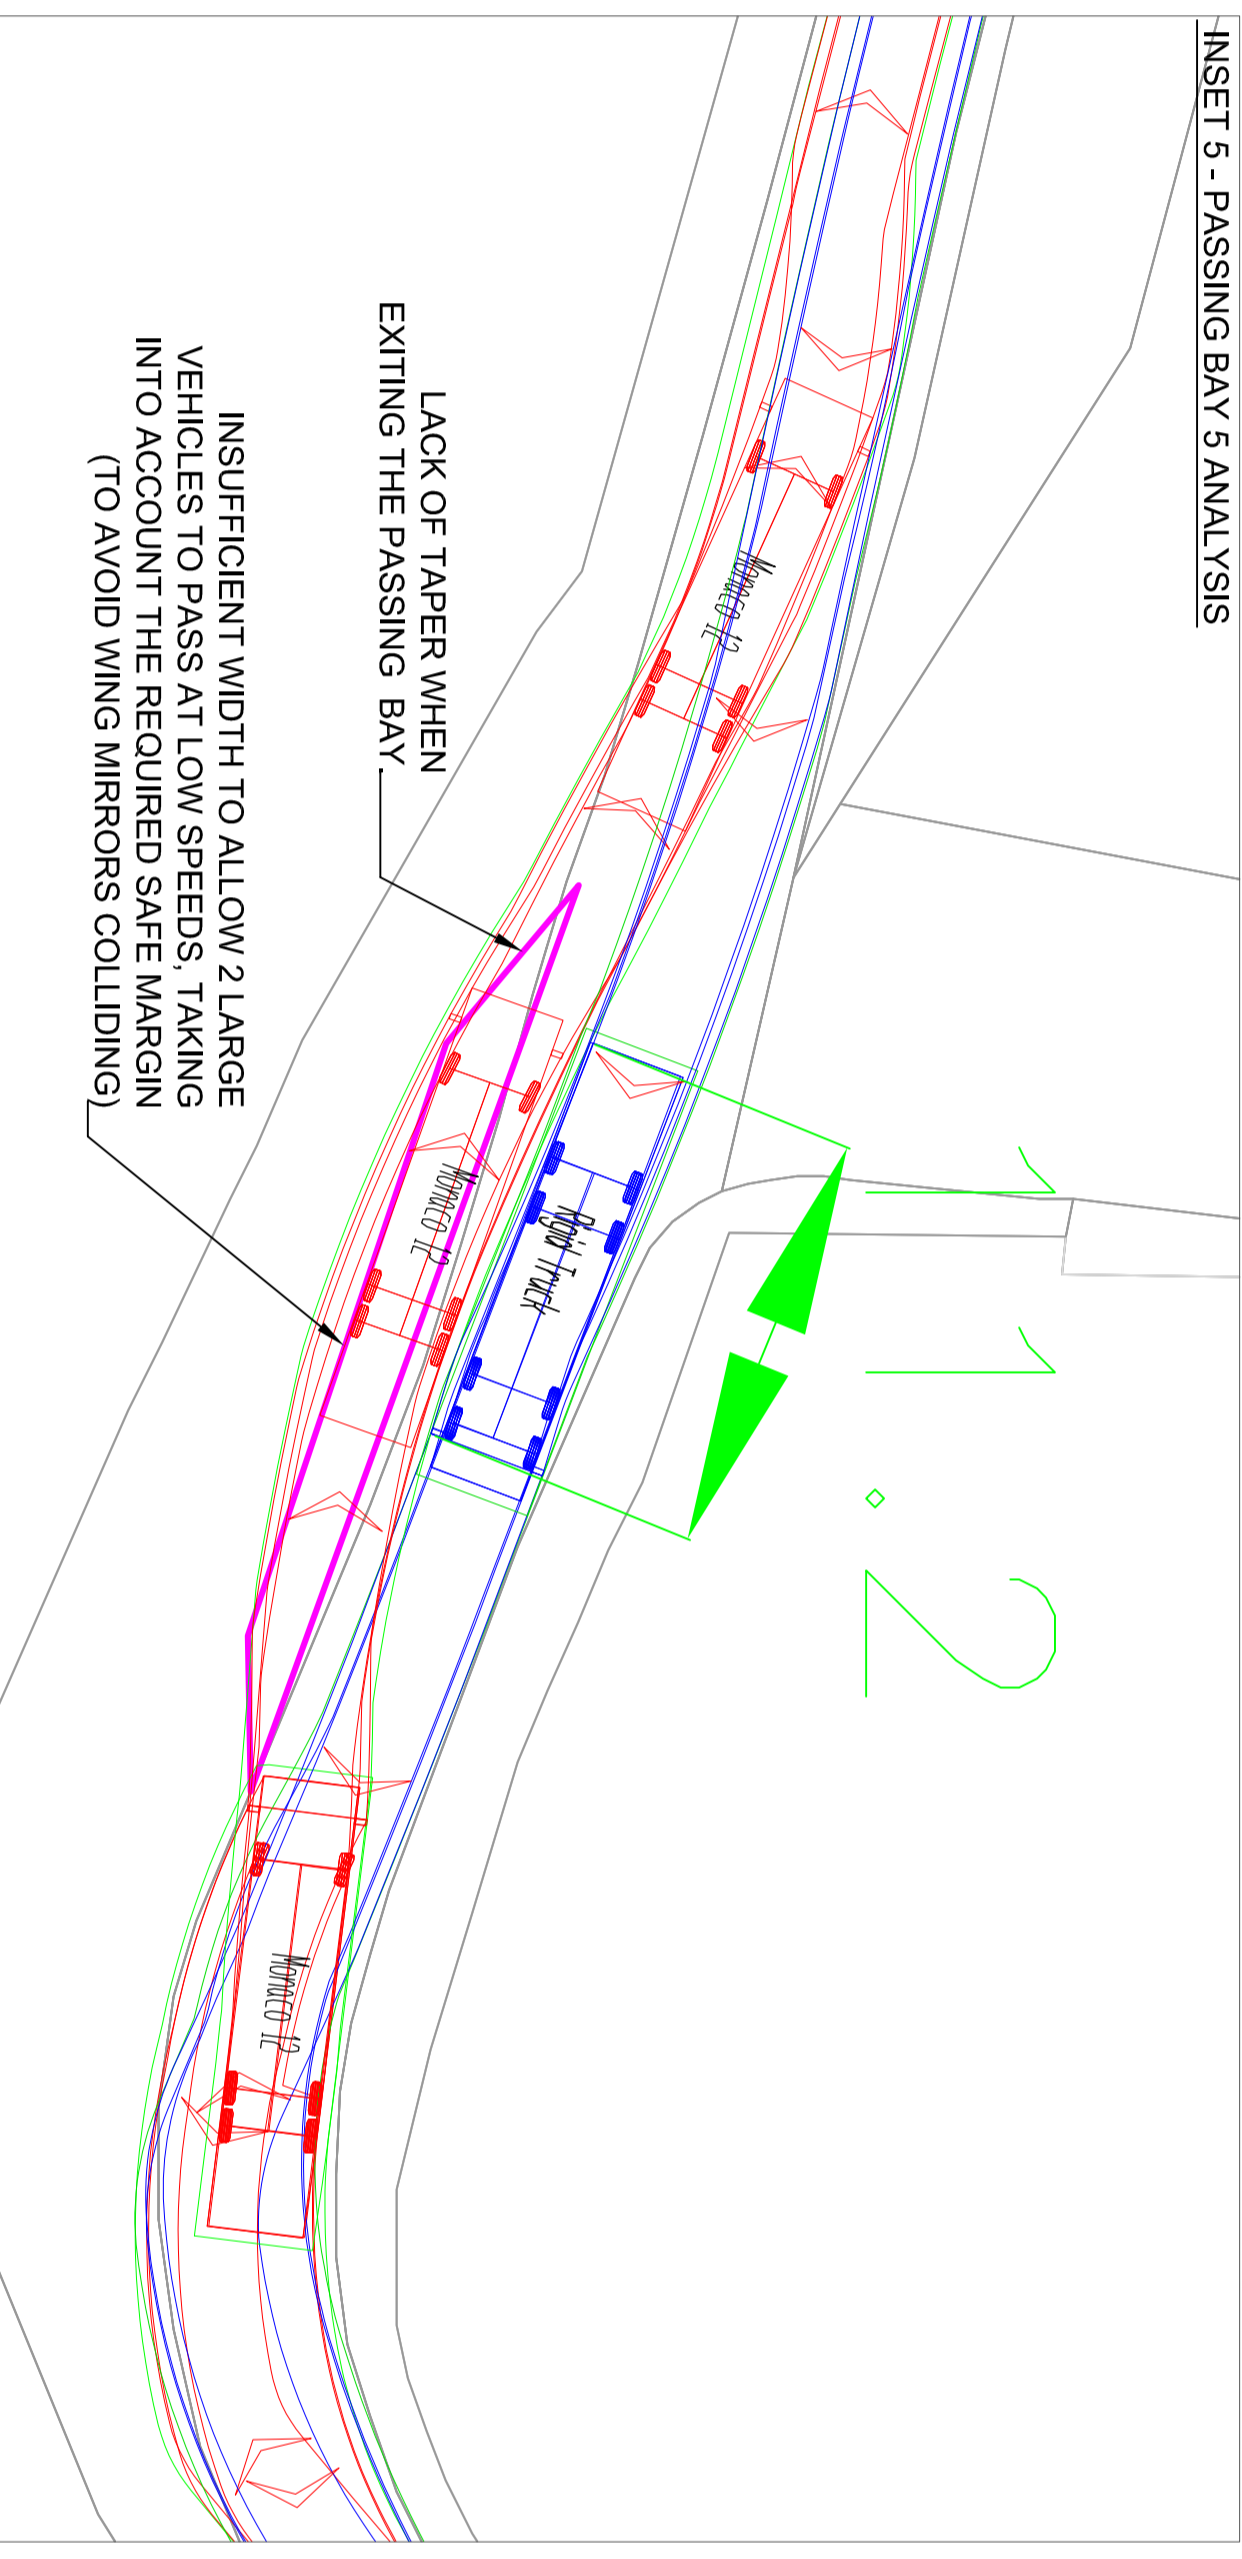 INSET 5 - PASSING BAY 5 ANALYSIS
11.2
Monaco 12
Rigid Truck
Monaco 12
Monaco 12
LACK OF TAPER WHEN
EXITING THE PASSING BAY.
INSUFFICIENT WIDTH TO ALLOW 2 LARGE
VEHICLES TO PASS AT LOW SPEEDS, TAKING
INTO ACCOUNT THE REQUIRED SAFE MARGIN
(TO AVOID WING MIRRORS COLLIDING)